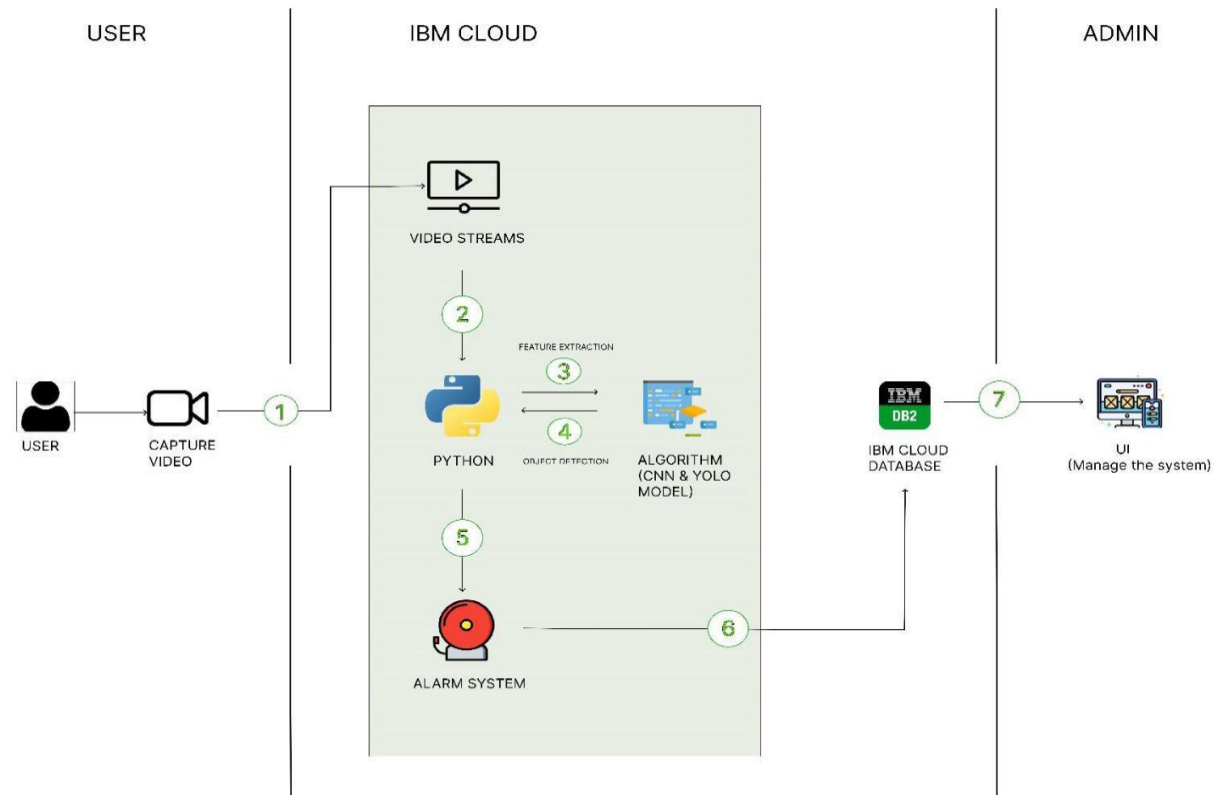 USER
IBM CLOUD
ADMIN
VIDEO STREAMS
2
FEATURE EXTRACTION
3
1
4
USER
CAPTURE
VIDEO
PYTHON
OBJECT DETECTION
ALGORITHM
(CNN & YOLO
MODEL)
IBM
DB2
IBM CLOUD
DATABASE
7
UI
(Manage the system)
5
6
ALARM SYSTEM